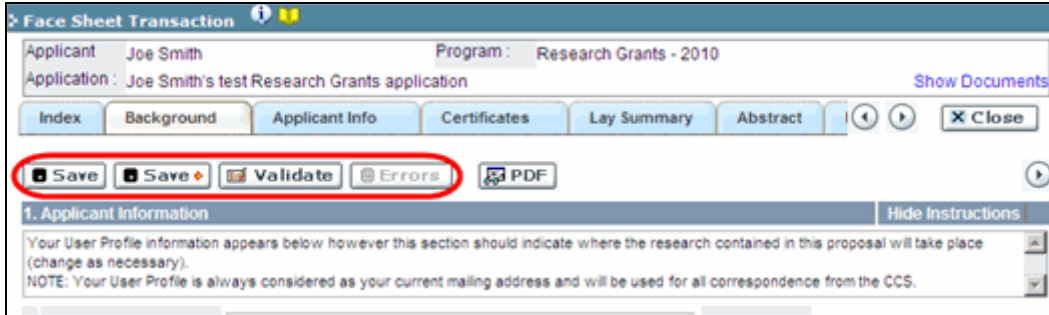 Face Sheet Transaction
Applicant Joe Smith Program : Research Grants - 2010
Application : Joe Smith's test Research Grants application Show Documents
Index Background Applicant Info Certificates Lay Summary Abstract Close
Save Save Validate Errors PDF
1. Applicant Information Hide Instructions
Your User Profile information appears below however this section should indicate where the research contained in this proposal will take place
(change as necessary).
NOTE: Your User Profile is always considered as your current mailing address and will be used for all correspondence from the CCS.